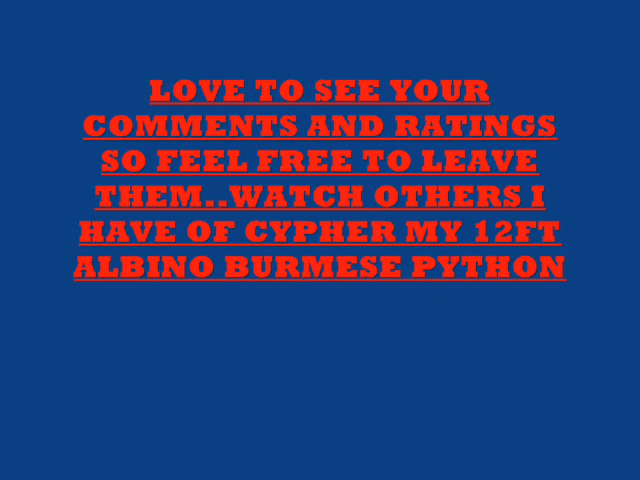 LOVE TO SEE YOUR
COMMENTS AND RATINGS
SO FEEL FREE TO LEAVE
THEM..WATCH OTHERS I
HAVE OF CYPHER MY 12FT
ALBINO BURMESE PYTHON